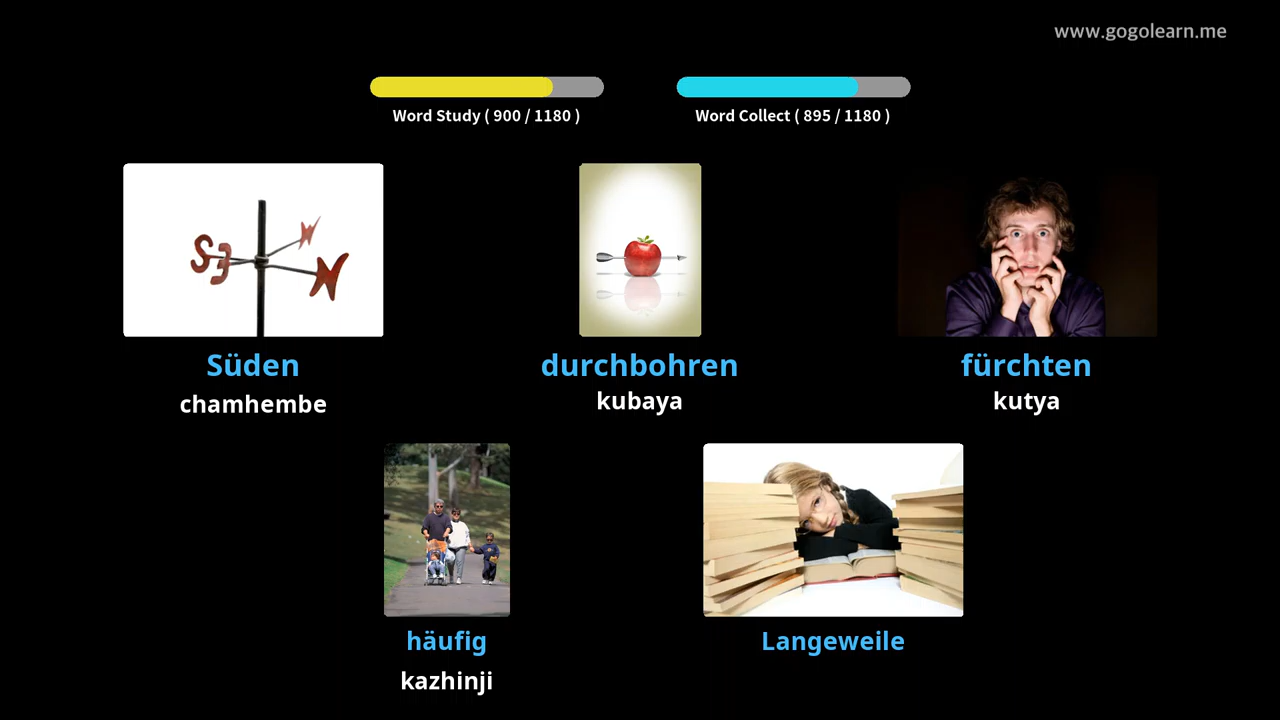 www.gogolearn.me
Word Study ( 900 / 1180 )
Word Collect ( 895 / 1180 )
S E N W
Süden
durchbohren
fürchten
chamhembe
kubaya
kutya
häufig
Langeweile
kazhinji